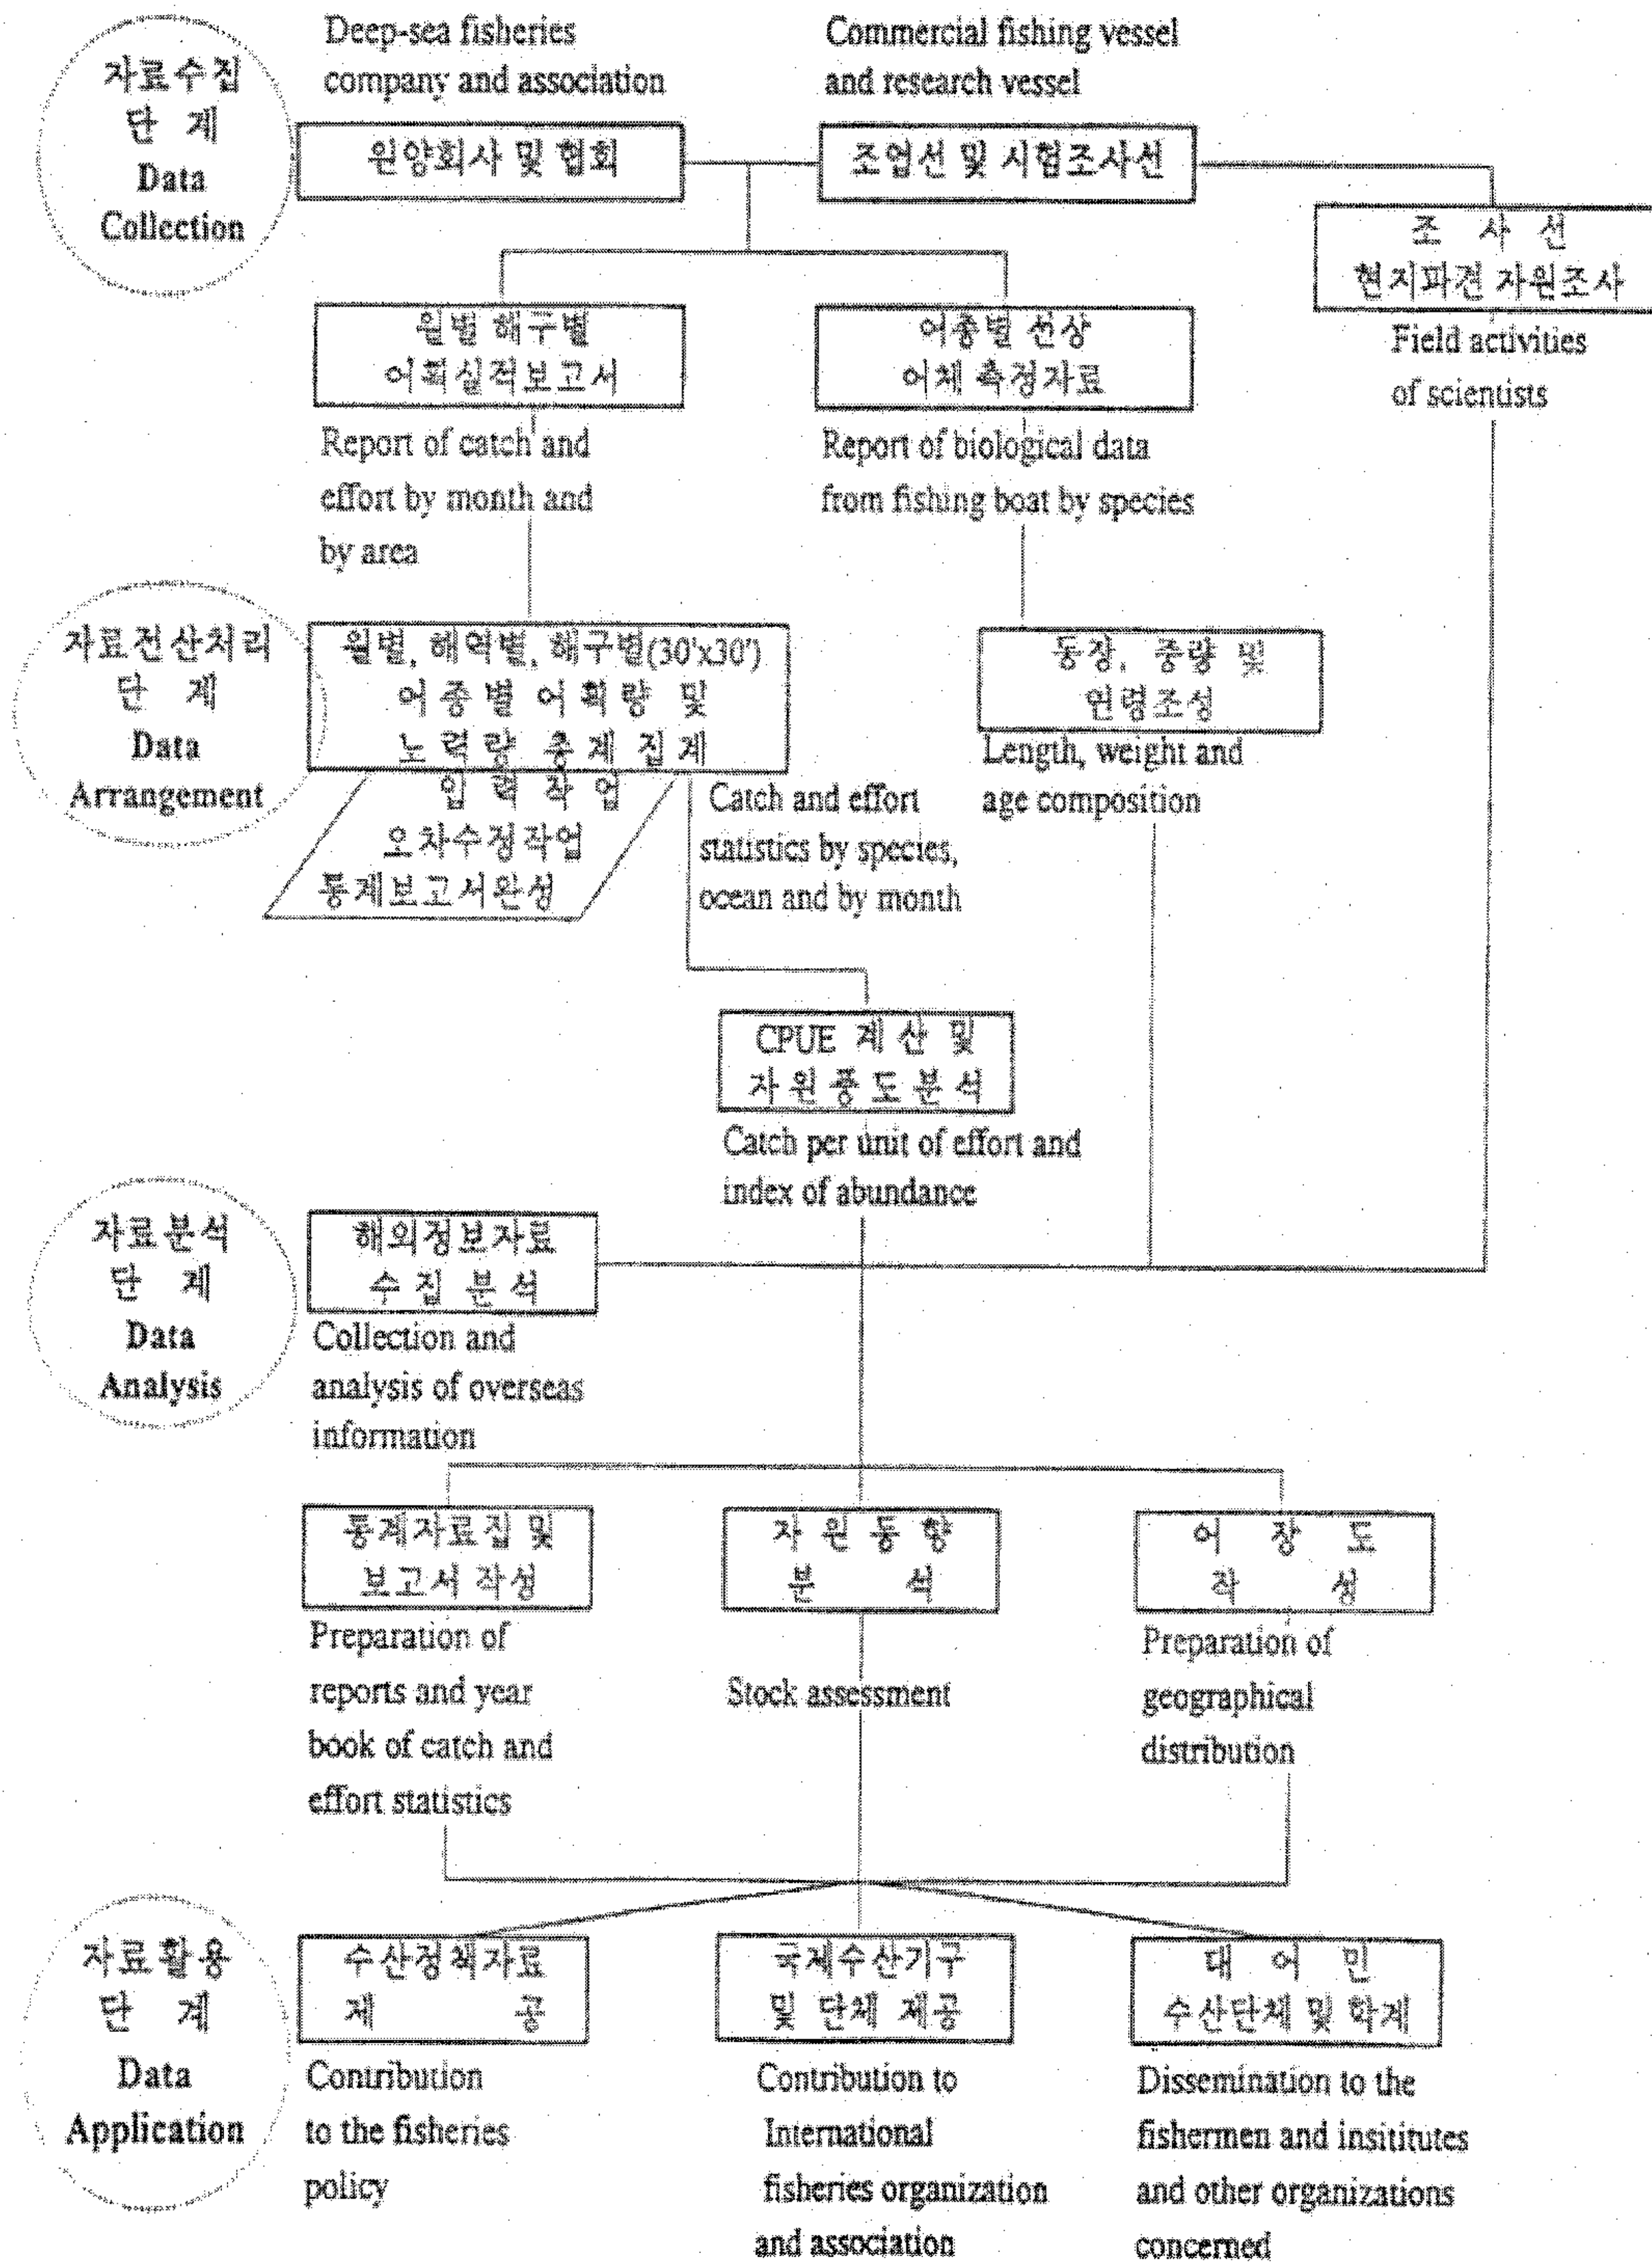 자료수집
단 계
Data
Collection
Deep-sea fisheries
company and association
원양회사 및 협회
Commercial fishing vessel
and research vessel
조업선 및 시험조사선
조 사 선
현지파견 자원조사
Field activities
of scientists
월별 해구별
어획실적보고서
Report of catch and
effort by month and
by area
어종별 선상
어체 측정자료
Report of biological data
from fishing boat by species
자료전산처리
단 계
Data
Arrangement
월별, 해역별, 해구별(30'x30')
어 종 별 어 획 량 및
노 력 량 총 계 집 계
입 력 작 업
오차수정작업
통계보고서완성
Catch and effort
statistics by species,
ocean and by month
동장, 중량 및
연령조성
Length, weight and
age composition
CPUE 계 산 및
자 원 풍 도 분 석
Catch per unit of effort and
index of abundance
자료분석
단 계
Data
Analysis
해외정보자료
수 집 분 석
Collection and
analysis of overseas
information
통계자료집 및
보고서 작성
Preparation of
reports and year
book of catch and
effort statistics
자 원 동 향
분 석
Stock assessment
어 장 도
작 성
Preparation of
geographical
distribution
자료활용
단 계
Data
Application
수산정책자료
제 공
Contribution
to the fisheries
policy
국제수산기구
및 단체 제공
Contribution to
International
fisheries organization
and association
대 어 민
수산단체 및 학계
Dissemination to the
fishermen and insititutes
and other organizations
concerned